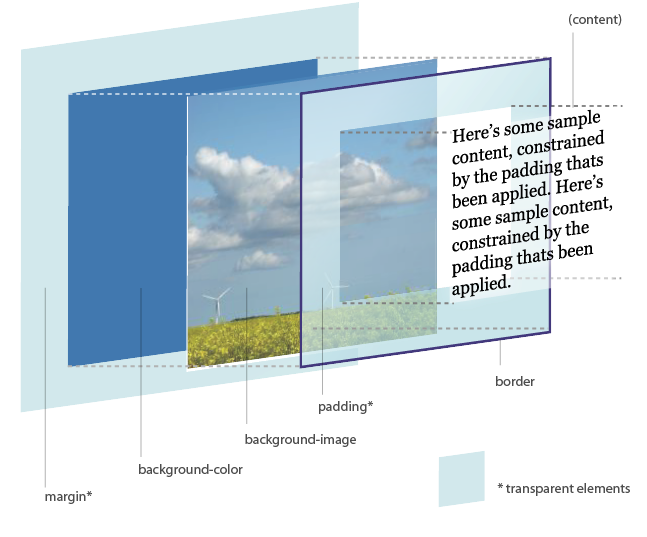 (content)
Here's some sample
content, constrained
by the padding thats
been applied. Here's
some sample content,
constrained by the
padding thats been
applied.
border
padding*
background-image
background-color
margin*
* transparent elements